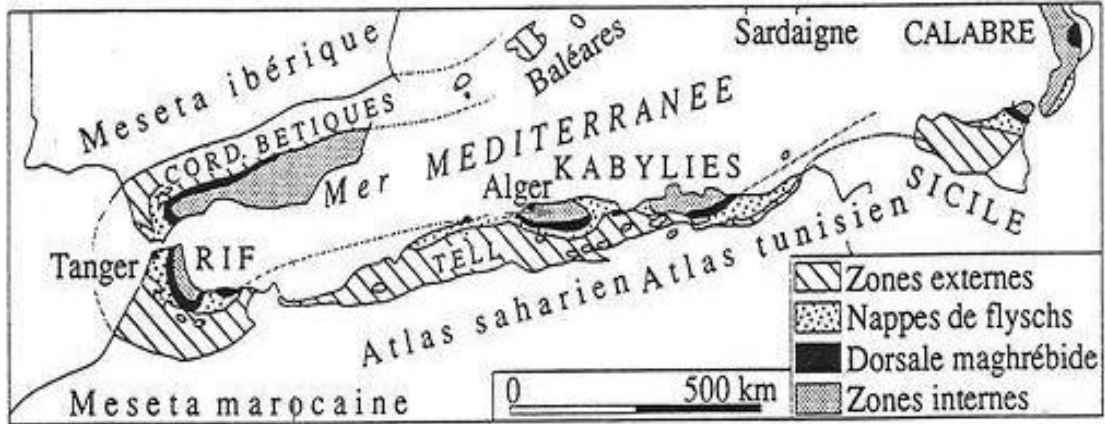 Meseta ibérique
Baléares
Sardaigne
CALABRE
CORD. BETIQUES
Mer MEDITERRANEE
Alger
KABYLIES
SICILE
Tanger
RIF
TELL
Atlas saharien
Atlas tunisien
Meseta marocaine
0 500 km
Zones externes
Nappes de flyschs
Dorsale maghrébide
Zones internes